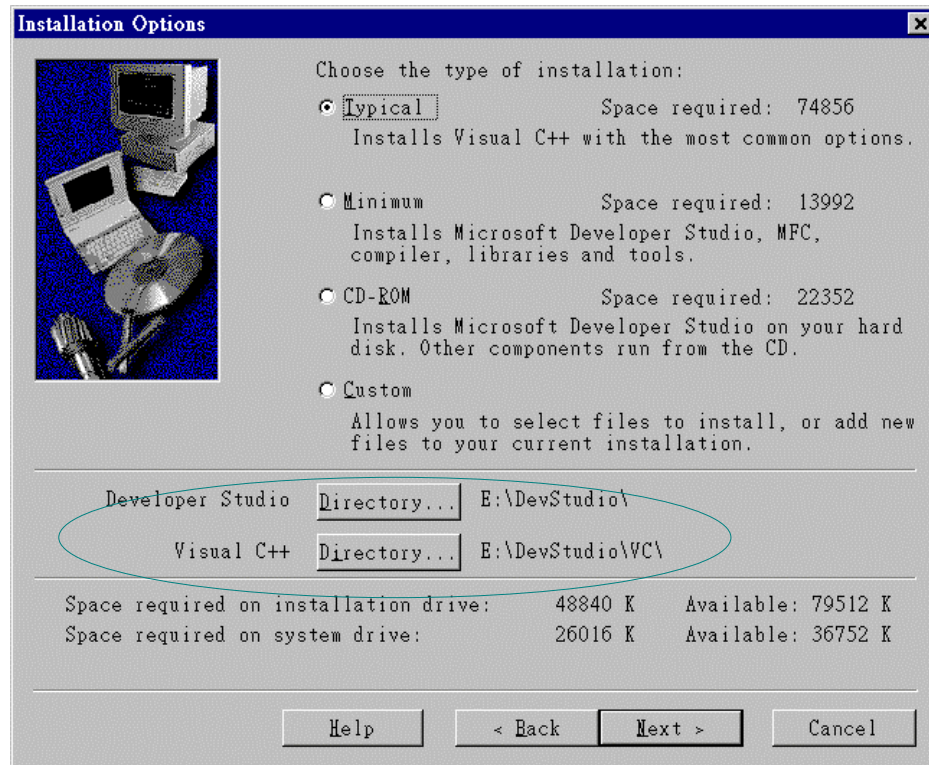 Installation Options
Choose the type of installation:
Typical Space required: 74856
Installs Visual C++ with the most common options.
Minimum Space required: 13992
Installs Microsoft Developer Studio, MFC,
compiler, libraries and tools.
CD-ROM Space required: 22352
Installs Microsoft Developer Studio on your hard
disk. Other components run from the CD.
Custom
Allows you to select files to install, or add new
files to your current installation.
Developer Studio Directory... E:\DevStudio\
Visual C++ Directory... E:\DevStudio\VC\
Space required on installation drive: 48840 K Available: 79512 K
Space required on system drive: 26016 K Available: 36752 K
Help < Back Next > Cancel